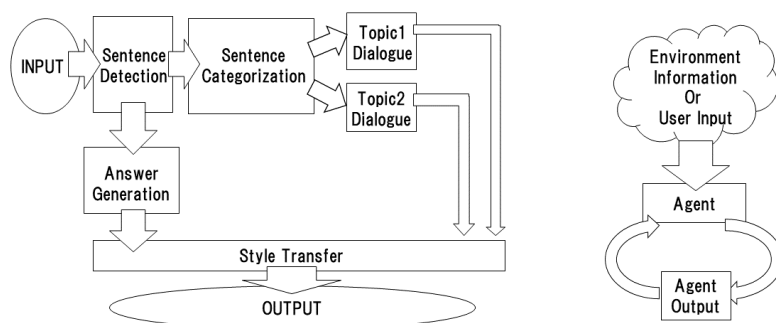 INPUT
Sentence
Detection
Sentence
Categorization
Topic1
Dialogue
Topic2
Dialogue
Answer
Generation
Style Transfer
OUTPUT
Environment
Information
Or
User Input
Agent
Agent
Output